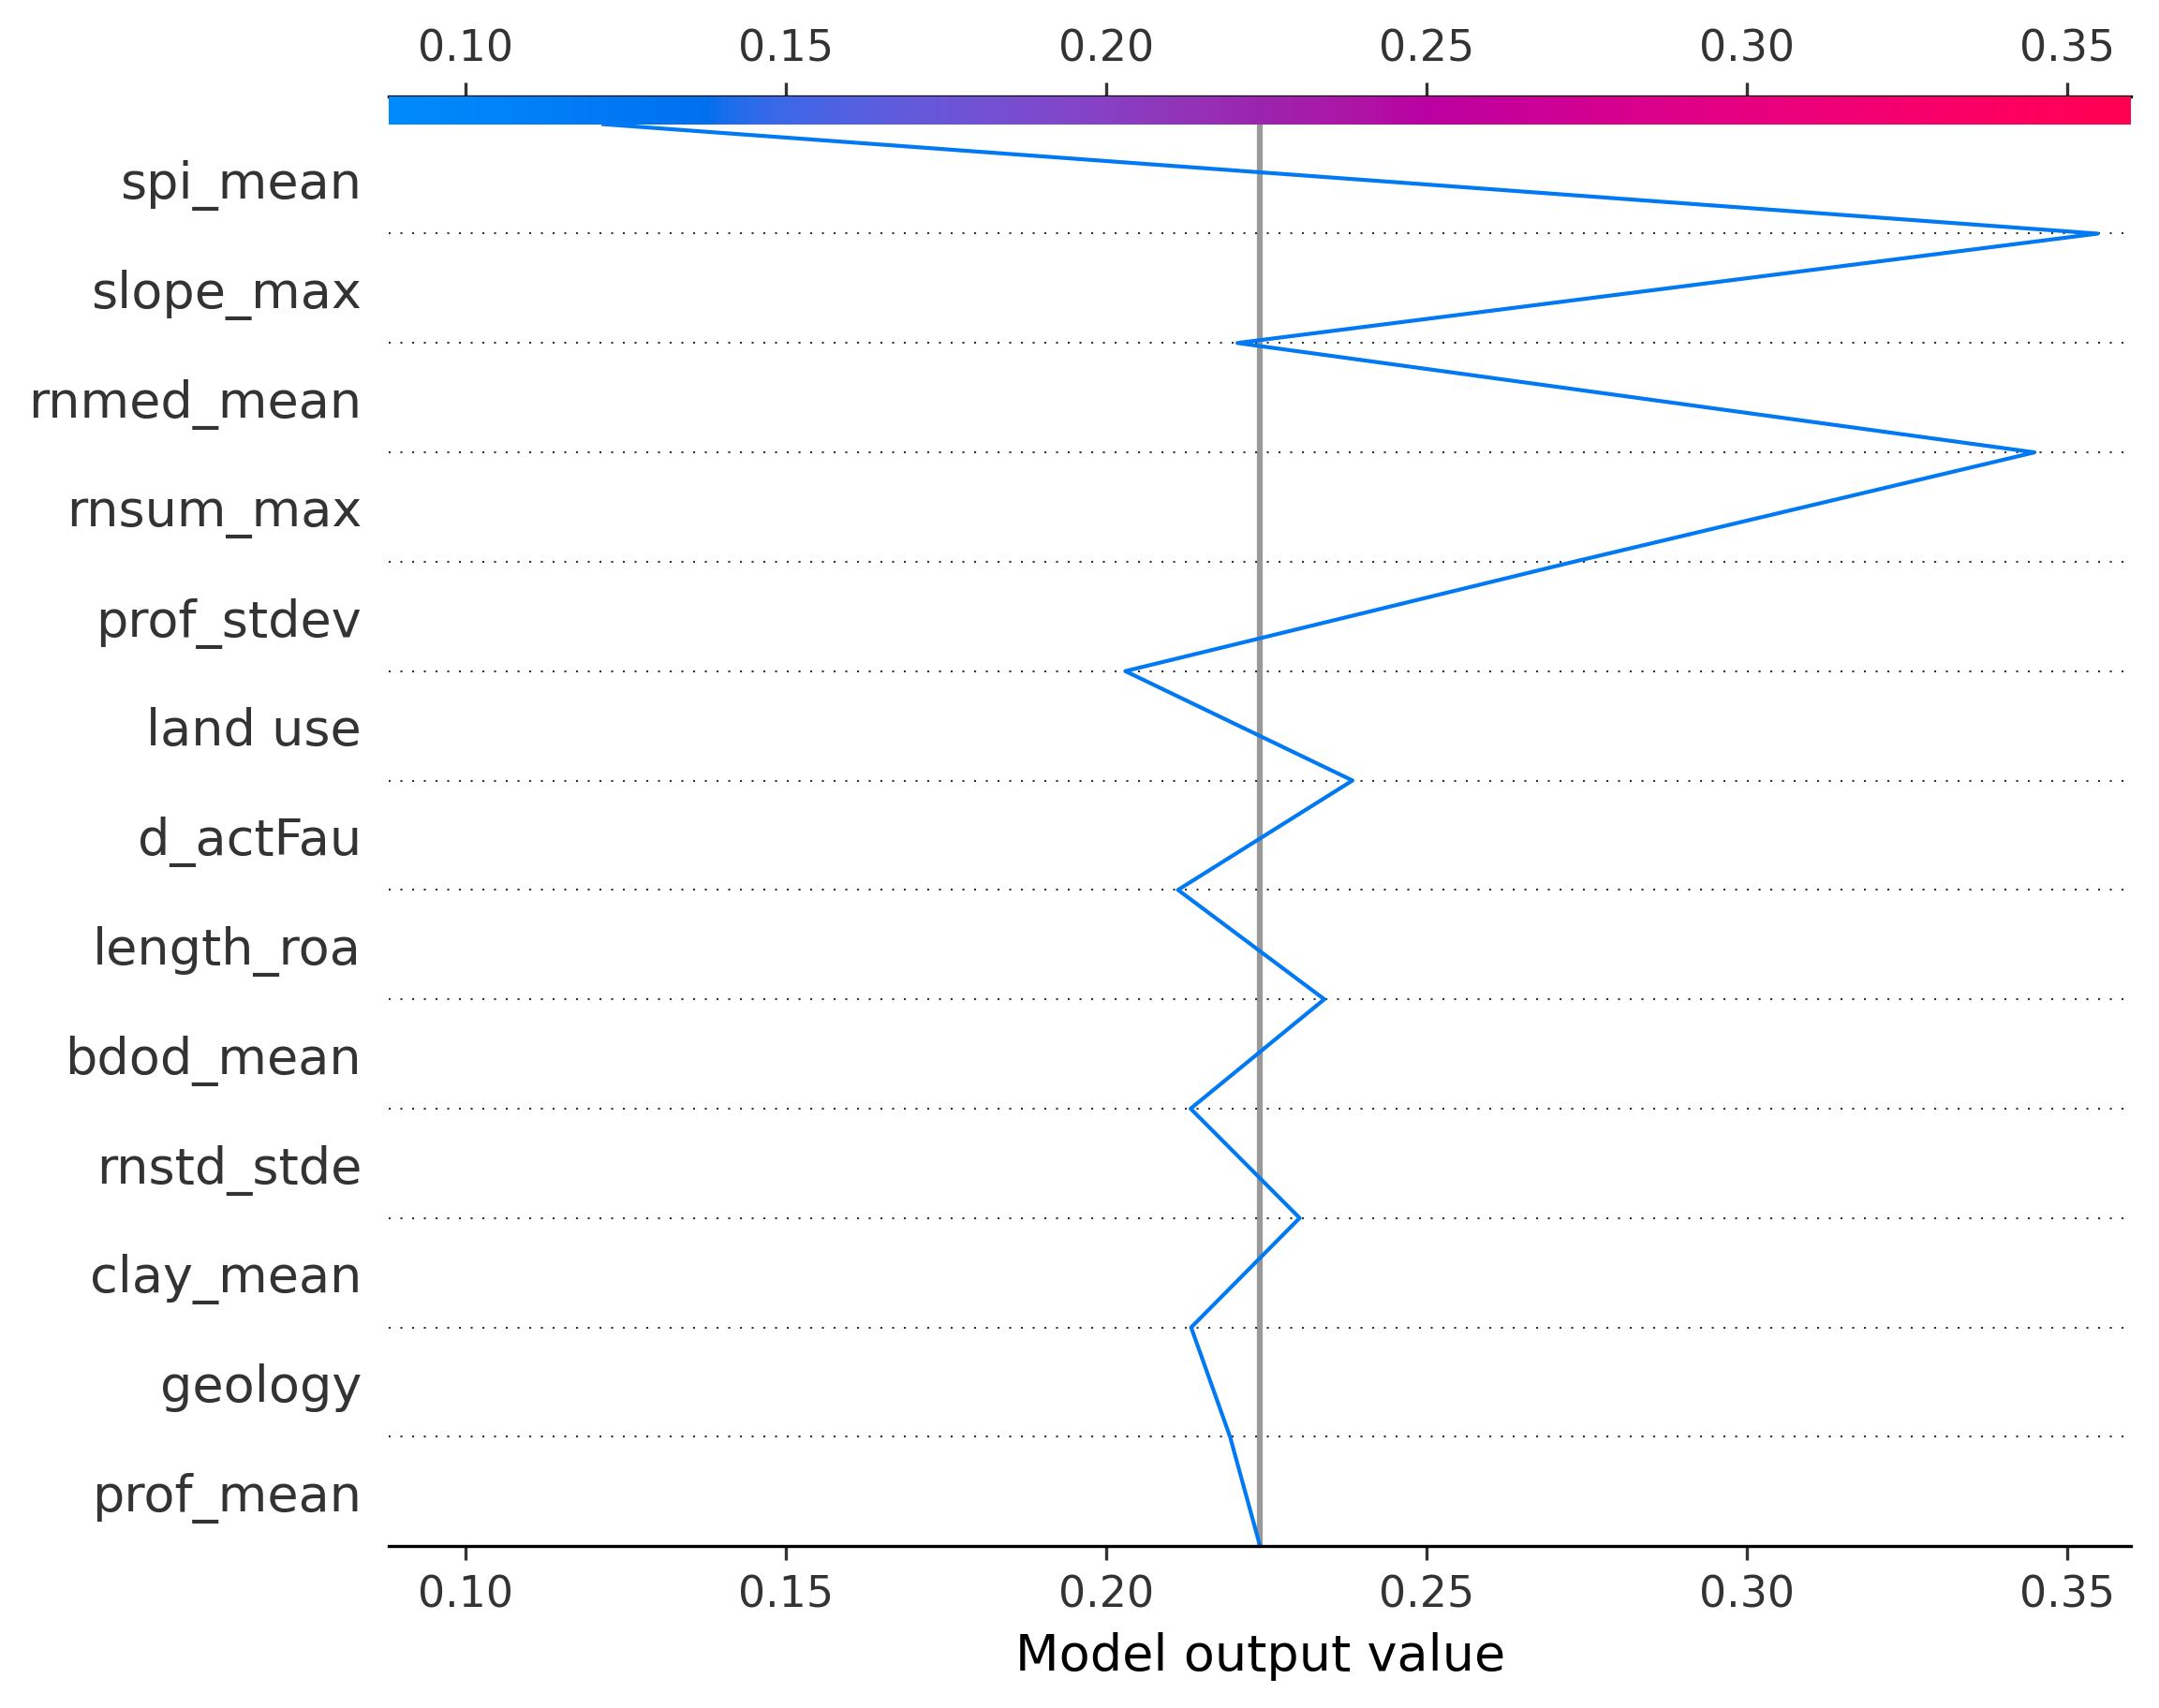 0.10 0.15 0.20 0.25 0.30 0.35
spi_mean
slope_max
rnmed_mean
rnsum_max
prof_stdev
land use
d_actFau
length_roa
bdod_mean
rnstd_stde
clay_mean
geology
prof_mean
0.10 0.15 0.20 0.25 0.30 0.35
Model output value